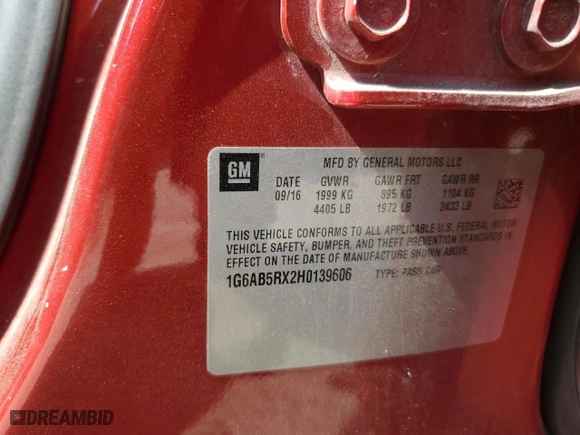 GM
MFD BY GENERAL MOTORS LLC
DATE GVWR GAWR FRT GAWR RR
09/16 1999 KG 895 KG 1104 KG
4405 LB 1972 LB 2433 LB
THIS VEHICLE CONFORMS TO ALL APPLICABLE U.S. FEDERAL MOTOR
VEHICLE SAFETY, BUMPER, AND THEFT PREVENTION STANDARDS IN
EFFECT ON THE DATE OF MANUFACTURE SHOWN ABOVE.
1G6AB5RX2H0139606 TYPE: PASS CAR
DREAMBID